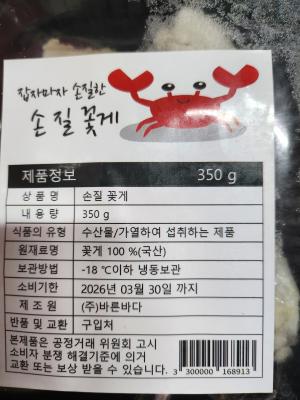 잡자마자 손질한
손질 꽃게
제품정보 350 g
상 품 명 손질 꽃게
내 용 량 350 g
식품의 유형 수산물/가열하여 섭취하는 제품
원재료명 꽃게 100 %(국산)
보관방법 -18 ℃이하 냉동보관
소비기한 2026년 03월 30일 까지
제 조 원 (주)바른바다
반품 및 교환 구입처
본제품은 공정거래 위원회 고시
소비자 분쟁 해결기준에 의거
교환 또는 보상 받을 수 있습니다.
3 300000 168913